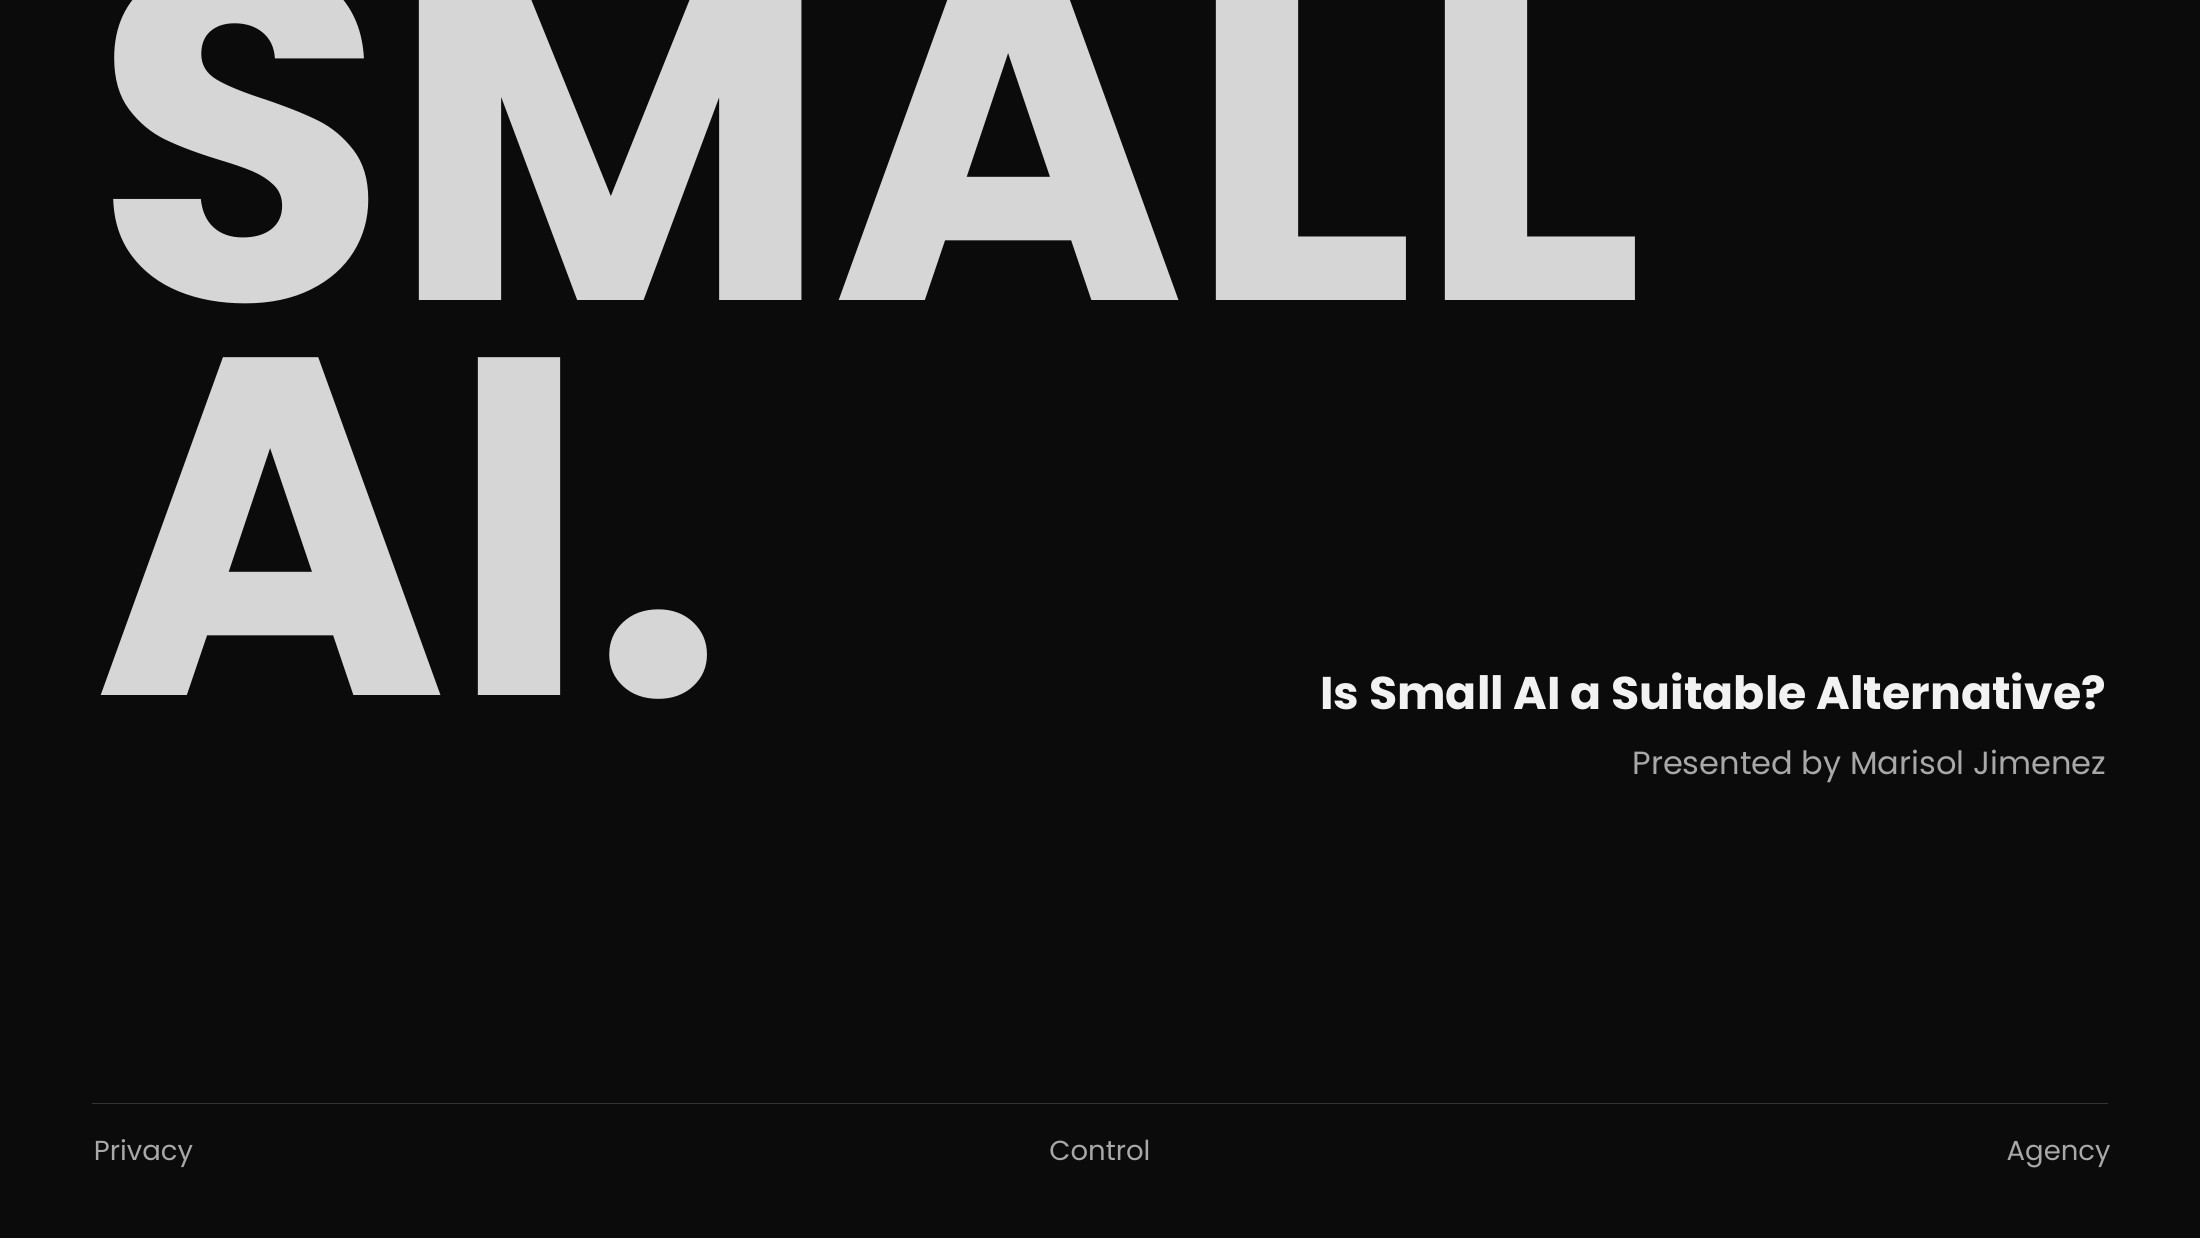 SMALL
AI.
Is Small AI a Suitable Alternative?
Presented by Marisol Jimenez
Privacy
Control
Agency